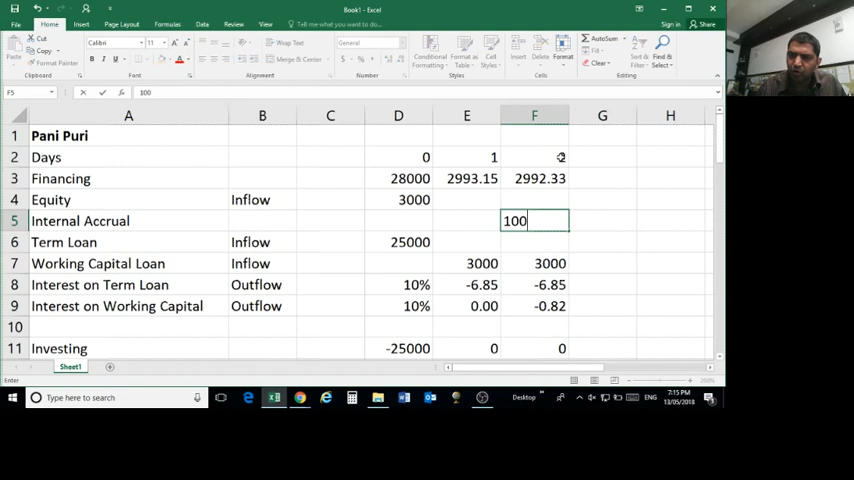 Book1 - Excel
Sign in Share
File Home Insert Page Layout Formulas Data Review View Tell me what you want to do
Paste Cut Calibri 11 Wrap Text General Conditional Formatting Format as Table Cell Styles Insert Delete Format AutoSum Sort & Filter Find & Select
Copy Fill
Format Painter B I U Merge & Center $ % Clear
Clipboard Font Alignment Number Styles Cells Editing
F5 fx 100
A B C D E F G H
1 Pani Puri
2 Days 0 1 2
3 Financing 28000 2993.15 2992.33
4 Equity Inflow 3000
5 Internal Accrual 100
6 Term Loan Inflow 25000
7 Working Capital Loan Inflow 3000 3000
8 Interest on Term Loan Outflow 10% -6.85 -6.85
9 Interest on Working Capital Outflow 10% 0.00 -0.82
10
11 Investing -25000 0 0
Sheet1
Enter
Type here to search Desktop ENG 7:15 PM
13/05/2018